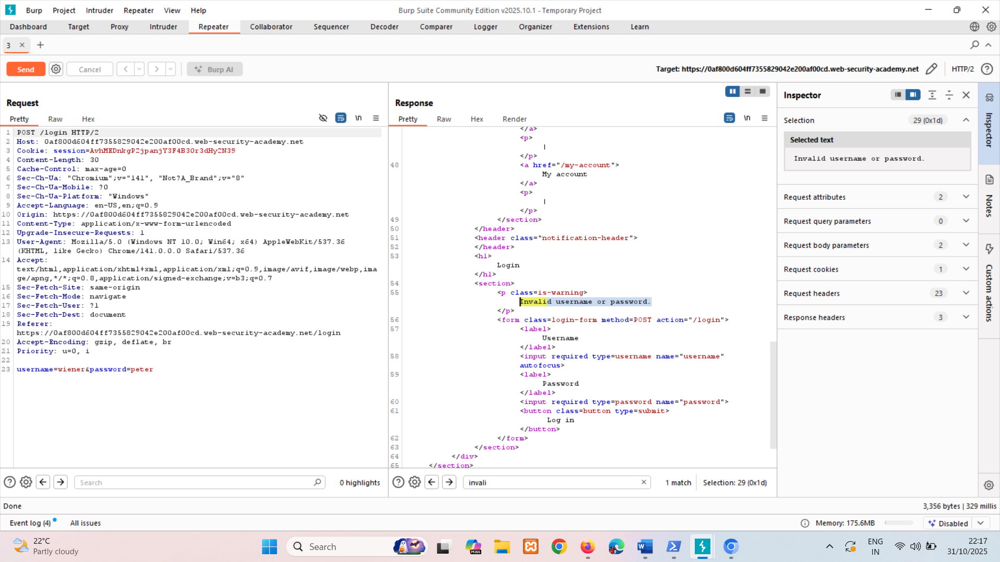 Burp Project Intruder Repeater View Help
Burp Suite Community Edition v2025.10.1 - Temporary Project
Dashboard Target Proxy Intruder Repeater Collaborator Sequencer Decoder Comparer Logger Organizer Extensions Learn
3
Send
Cancel
Burp AI
Target: https://0af800d604ff7355829042e200af00cd.web-security-academy.net
HTTP/2
Request
Pretty Raw Hex
\n
1 POST /login HTTP/2
2 Host: 0af800d604ff7355829042e200af00cd.web-security-academy.net
3 Cookie: session=AvhMEDnkgP2jpanjY3F4B3Or3dHy2N39
4 Content-Length: 30
5 Cache-Control: max-age=0
6 Sec-Ch-Ua: "Chromium";v="141", "Not?A_Brand";v="8"
7 Sec-Ch-Ua-Mobile: ?0
8 Sec-Ch-Ua-Platform: "Windows"
9 Accept-Language: en-US,en;q=0.9
10 Origin: https://0af800d604ff7355829042e200af00cd.web-security-academy.net
11 Content-Type: application/x-www-form-urlencoded
12 Upgrade-Insecure-Requests: 1
13 User-Agent: Mozilla/5.0 (Windows NT 10.0; Win64; x64) AppleWebKit/537.36
(KHTML, like Gecko) Chrome/141.0.0.0 Safari/537.36
14 Accept:
text/html,application/xhtml+xml,application/xml;q=0.9,image/avif,image/webp,ima
ge/apng,*/*;q=0.8,application/signed-exchange;v=b3;q=0.7
15 Sec-Fetch-Site: same-origin
16 Sec-Fetch-Mode: navigate
17 Sec-Fetch-User: ?1
18 Sec-Fetch-Dest: document
19 Referer:
https://0af800d604ff7355829042e200af00cd.web-security-academy.net/login
20 Accept-Encoding: gzip, deflate, br
21 Priority: u=0, i
22
23 username=wiener&password=peter
Search
0 highlights
Response
Pretty Raw Hex Render
\n
</a>
<p>
|
</p>
48 <a href="/my-account">
My account
</a>
<p>
|
</p>
49 </section>
50 </header>
51 <header class="notification-header">
52 </header>
53 <h1>
Login
</h1>
54 <section>
55 <p class=is-warning>
Invalid username or password.
</p>
56 <form class=login-form method=POST action="/login">
57 <label>
Username
</label>
58 <input required type=username name="username"
autofocus>
59 <label>
Password
</label>
60 <input required type=password name="password">
61 <button class=button type=submit>
Log in
</button>
62 </form>
63 </section>
64 </div>
65 </section>
invali
1 match
Selection: 29 (0x1d)
Inspector
Selection 29 (0x1d)
Selected text
Invalid username or password.
Request attributes 2
Request query parameters 0
Request body parameters 2
Request cookies 1
Request headers 23
Response headers 3
Inspector
Notes
Custom actions
Done
3,356 bytes | 329 millis
Event log (4) All issues
Memory: 175.6MB
Disabled
22°C
Partly cloudy
Search
M365
W
ENG
IN
22:17
31/10/2025